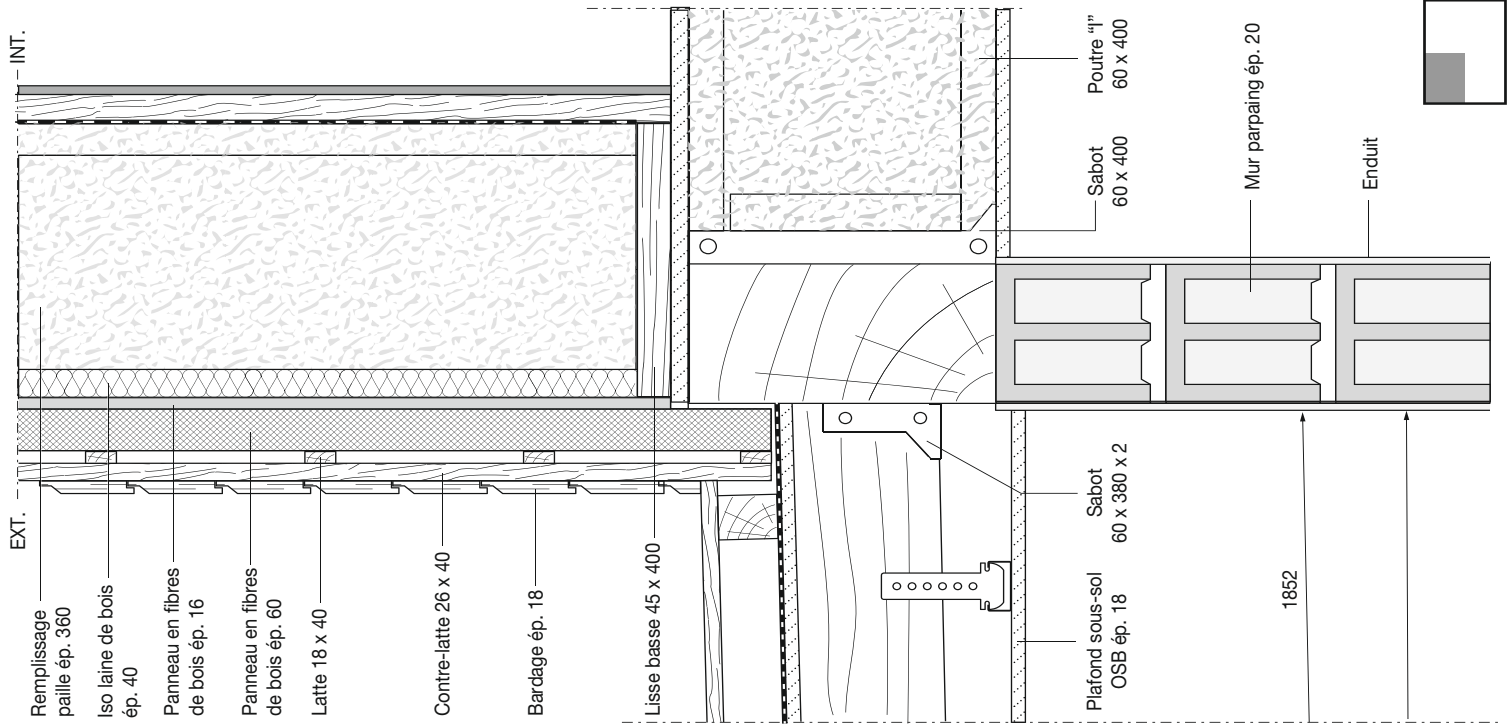 EXT.
INT.
Remplissage
paille ép. 360
Iso laine de bois
ép. 40
Panneau en fibres
de bois ép. 16
Panneau en fibres
de bois ép. 60
Latte 18 x 40
Contre-latte 26 x 40
Bardage ép. 18
Lisse basse 45 x 400
Poutre “I”
60 x 400
Sabot
60 x 400
Mur parpaing ép. 20
Enduit
Sabot
60 x 380 x 2
Plafond sous-sol
OSB ép. 18
1852